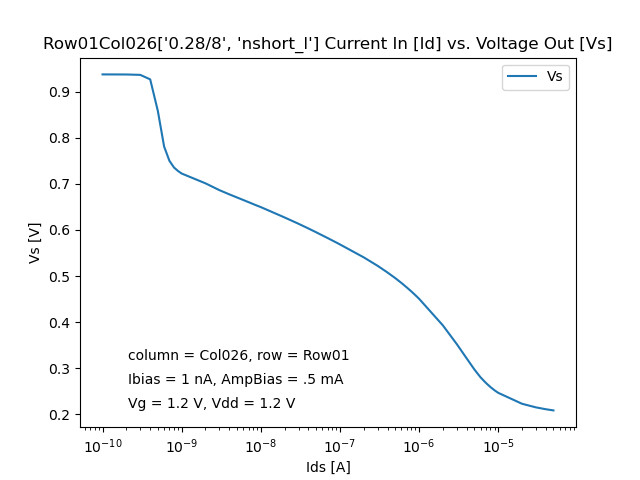 Row01Col026['0.28/8', 'nshort_l'] Current In [Id] vs. Voltage Out [Vs]
Vs
0.9
0.8
0.7
0.6
0.5
0.4
0.3
0.2
Vs [V]
column = Col026, row = Row01
Ibias = 1 nA, AmpBias = .5 mA
Vg = 1.2 V, Vdd = 1.2 V
10⁻¹⁰ 10⁻⁹ 10⁻⁸ 10⁻⁷ 10⁻⁶ 10⁻⁵
Ids [A]